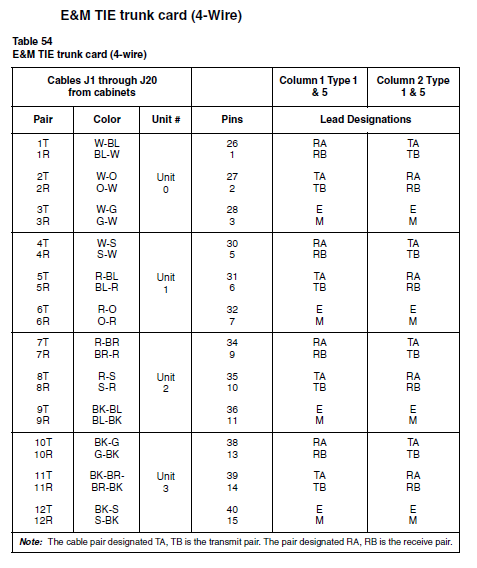 E&M TIE trunk card (4-Wire)
Table 54
E&M TIE trunk card (4-wire)
Cables J1 through J20 Column 1 Type 1 Column 2 Type
from cabinets & 5 1 & 5
Pair Color Unit # Pins Lead Designations
1T W-BL 26 RA TA
1R BL-W 1 RB TB
2T W-O Unit 27 TA RA
2R O-W 0 2 TB RB
3T W-G 28 E E
3R G-W 3 M M
4T W-S 30 RA TA
4R S-W 5 RB TB
5T R-BL Unit 31 TA RA
5R BL-R 1 6 TB RB
6T R-O 32 E E
6R O-R 7 M M
7T R-BR 34 RA TA
7R BR-R 9 RB TB
8T R-S Unit 35 TA RA
8R S-R 2 10 TB RB
9T BK-BL 36 E E
9R BL-BK 11 M M
10T BK-G 38 RA TA
10R G-BK 13 RB TB
11T BK-BR- Unit 39 TA RA
11R BR-BK 3 14 TB RB
12T BK-S 40 E E
12R S-BK 15 M M
Note: The cable pair designated TA, TB is the transmit pair. The pair designated RA, RB is the receive pair.